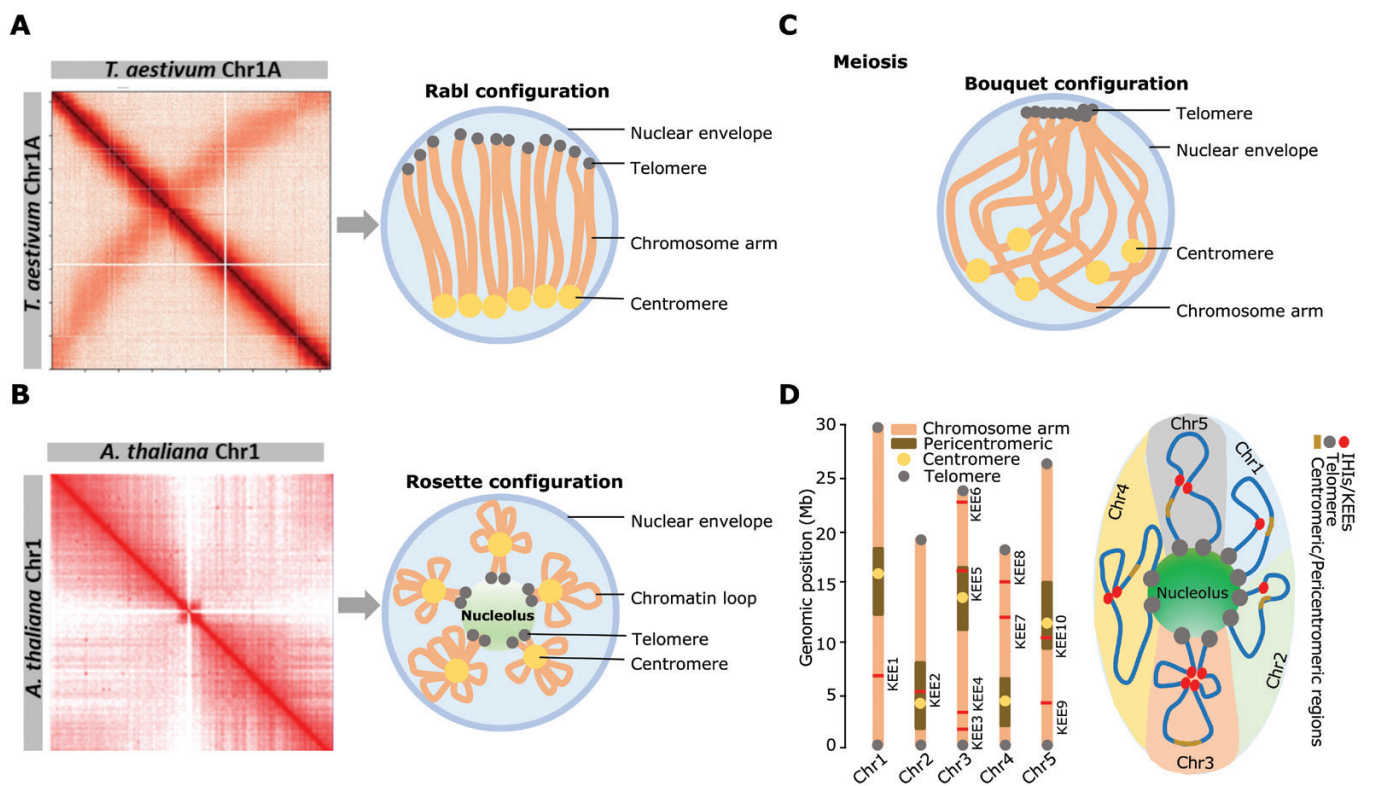 A
T. aestivum Chr1A
T. aestivum Chr1A
Rabl configuration
Nuclear envelope
Telomere
Chromosome arm
Centromere
B
A. thaliana Chr1
A. thaliana Chr1
Rosette configuration
Nuclear envelope
Chromatin loop
Nucleolus
Telomere
Centromere
C
Meiosis
Bouquet configuration
Telomere
Nuclear envelope
Centromere
Chromosome arm
D
Genomic position (Mb)
30
25
20
15
10
5
0
Chromosome arm
Pericentromeric
Centromere
Telomere
KEE1
KEE2
KEE6
KEE5
KEE3 KEE4
KEE8
KEE7
KEE10
KEE9
Chr1
Chr2
Chr3
Chr4
Chr5
Chr5
Chr1
Chr4
Nucleolus
Chr2
Chr3
IHIs/KEEs
Telomere
Centromeric/Pericentromeric regions